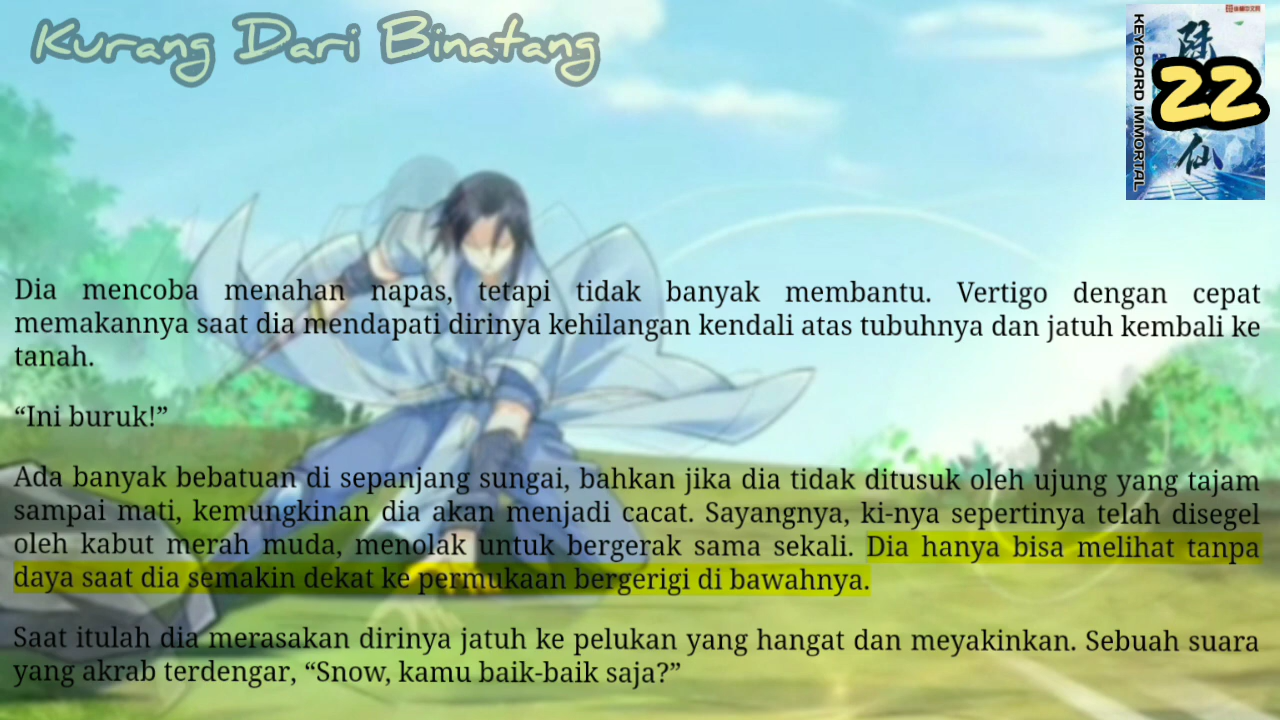 Kurang Dari Binatang
KEYBOARD IMMORTAL
22
仙
Dia mencoba menahan napas, tetapi tidak banyak membantu. Vertigo dengan cepat
memakannya saat dia mendapati dirinya kehilangan kendali atas tubuhnya dan jatuh kembali ke
tanah.
“Ini buruk!”
Ada banyak bebatuan di sepanjang sungai, bahkan jika dia tidak ditusuk oleh ujung yang tajam
sampai mati, kemungkinan dia akan menjadi cacat. Sayangnya, ki-nya sepertinya telah disegel
oleh kabut merah muda, menolak untuk bergerak sama sekali. Dia hanya bisa melihat tanpa
daya saat dia semakin dekat ke permukaan bergerigi di bawahnya.
Saat itulah dia merasakan dirinya jatuh ke pelukan yang hangat dan meyakinkan. Sebuah suara
yang akrab terdengar, “Snow, kamu baik-baik saja?”